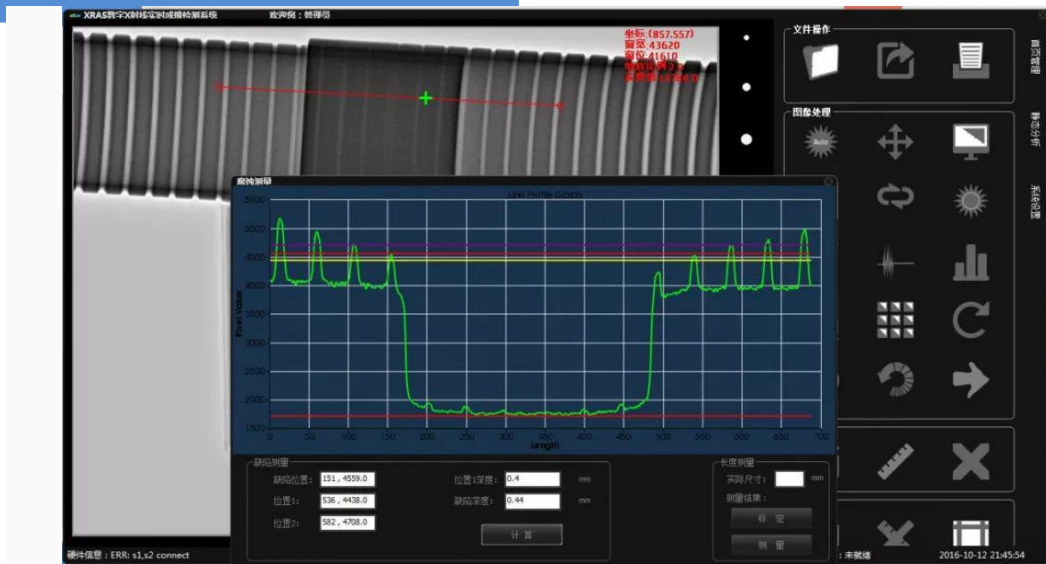 XRAS数字X射线实时成像检测系统
欢迎您：管理员
坐标:(857,557)
窗宽:43620
窗位:41610
文件操作
首页管理
图像处理
静态分析
Auto
系统设置
腐蚀测量
Line Profile Graph
5500
5000
4500
4000
3500
3000
2500
2000
1500
Pixel Value
0 50 100 150 200 250 300 350 400 450 500 550 600 650 700
Length
缺陷测量
缺陷位置： 151 , 4559.0 位置1深度： 0.4 mm
位置1： 536 , 4438.0 缺陷深度： 0.44 mm
位置2： 582 , 4708.0
计 算
长度测量
实际尺寸： mm
测量结果：
标 定
测 量
硬件信息：ERR: s1,s2 connect
：未就绪
2016-10-12 21:45:54